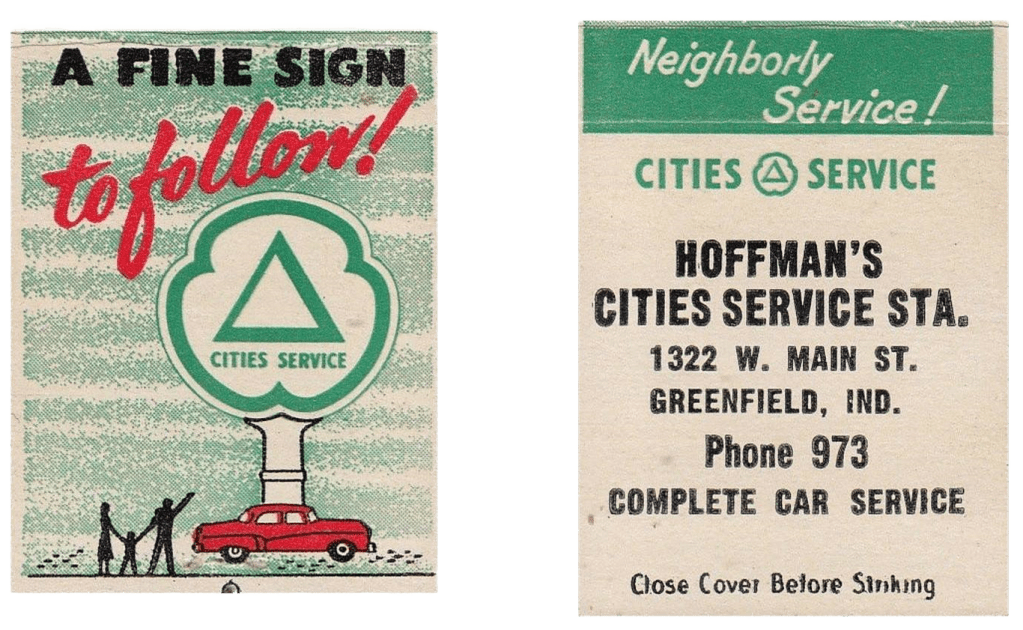 A FINE SIGN
to follow!
CITIES SERVICE
Neighborly
Service!
CITIES SERVICE
HOFFMAN'S
CITIES SERVICE STA.
1322 W. MAIN ST.
GREENFIELD, IND.
Phone 973
COMPLETE CAR SERVICE
Close Cover Before Striking